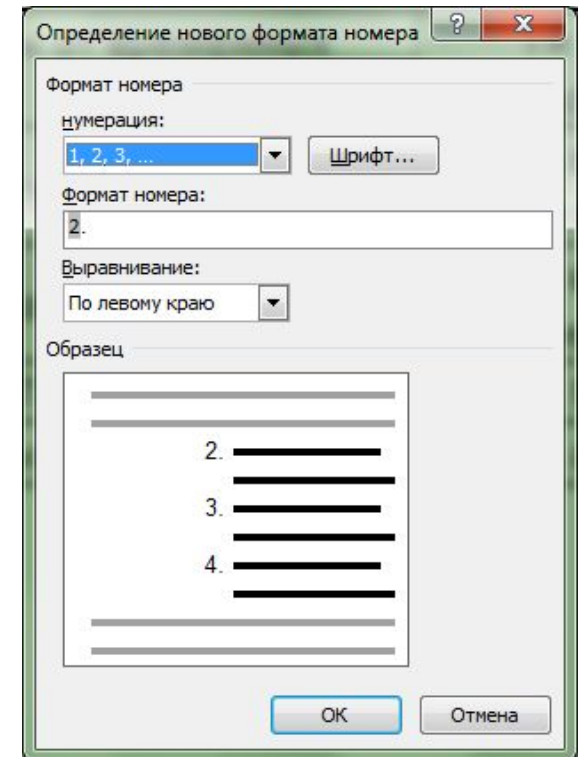 Определение нового формата номера
Формат номера
нумерация:
1, 2, 3, ...
Шрифт...
Формат номера:
2.
Выравнивание:
По левому краю
Образец
2.
3.
4.
ОК
Отмена